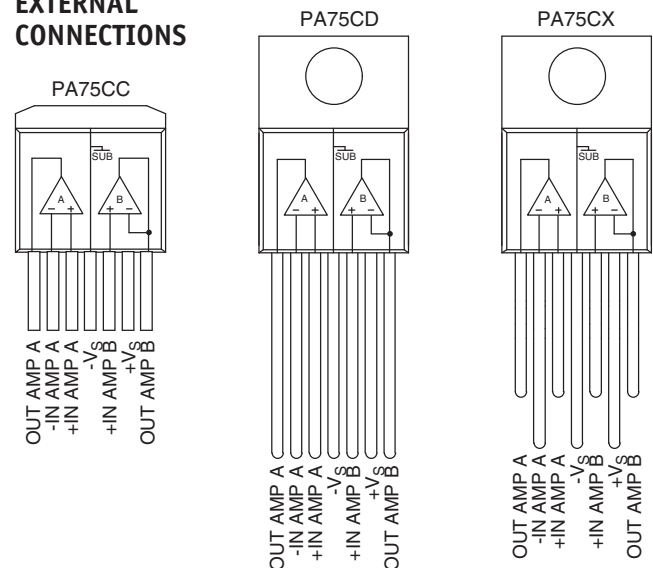 EXTERNAL
CONNECTIONS
PA75CC
SUB
A
B
- +
+ -
OUT AMP A
-IN AMP A
+IN AMP A
-VS
+IN AMP B
+VS
OUT AMP B
PA75CD
SUB
A
B
- +
+ -
OUT AMP A
-IN AMP A
+IN AMP A
-VS
+IN AMP B
+VS
OUT AMP B
PA75CX
SUB
A
B
- +
+ -
OUT AMP A
-IN AMP A
+IN AMP A
-VS
+IN AMP B
+VS
OUT AMP B